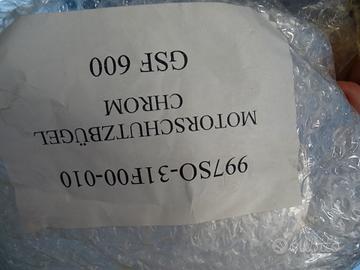 997SO-31F00-010
MOTORSCHUTZBÜGEL
CHROM
GSF 600